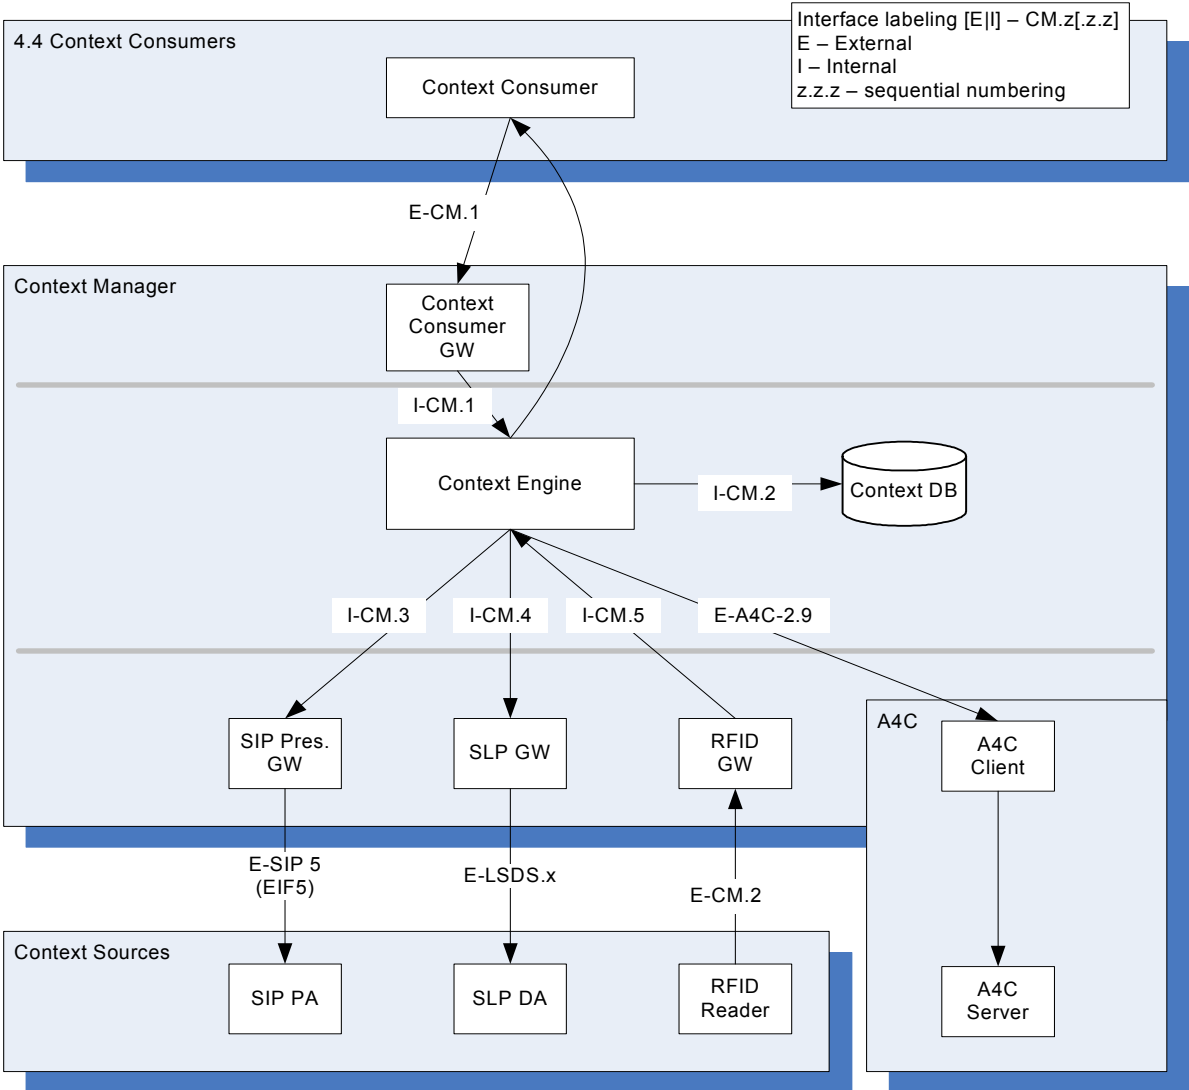 4.4 Context Consumers
Interface labeling [E|I] – CM.z[.z.z]
E – External
I – Internal
z.z.z – sequential numbering
Context Consumer
E-CM.1
Context Manager
Context
Consumer
GW
I-CM.1
Context Engine
I-CM.2
Context DB
I-CM.3
I-CM.4
I-CM.5
E-A4C-2.9
SIP Pres.
GW
SLP GW
RFID
GW
A4C
A4C
Client
E-SIP 5
(EIF5)
E-LSDS.x
E-CM.2
Context Sources
SIP PA
SLP DA
RFID
Reader
A4C
Server